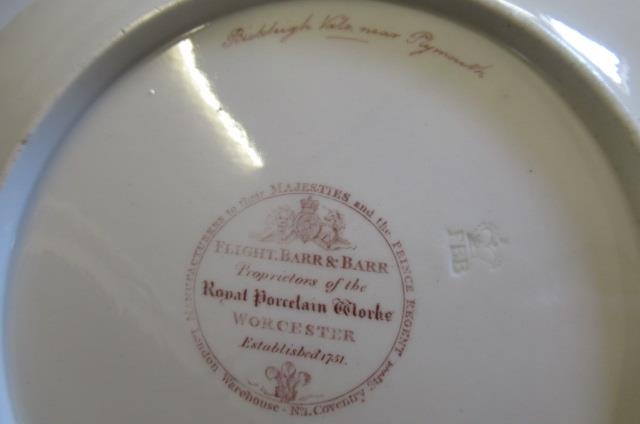 Bickleigh Vale near Plymouth
MANUFACTURERS to their MAJESTIES and the PRINCE REGENT
FLIGHT, BARR & BARR
Proprietors of the
Royal Porcelain Works
WORCESTER
Established 1751.
London Warehouse - No.1, Coventry Street
FBB